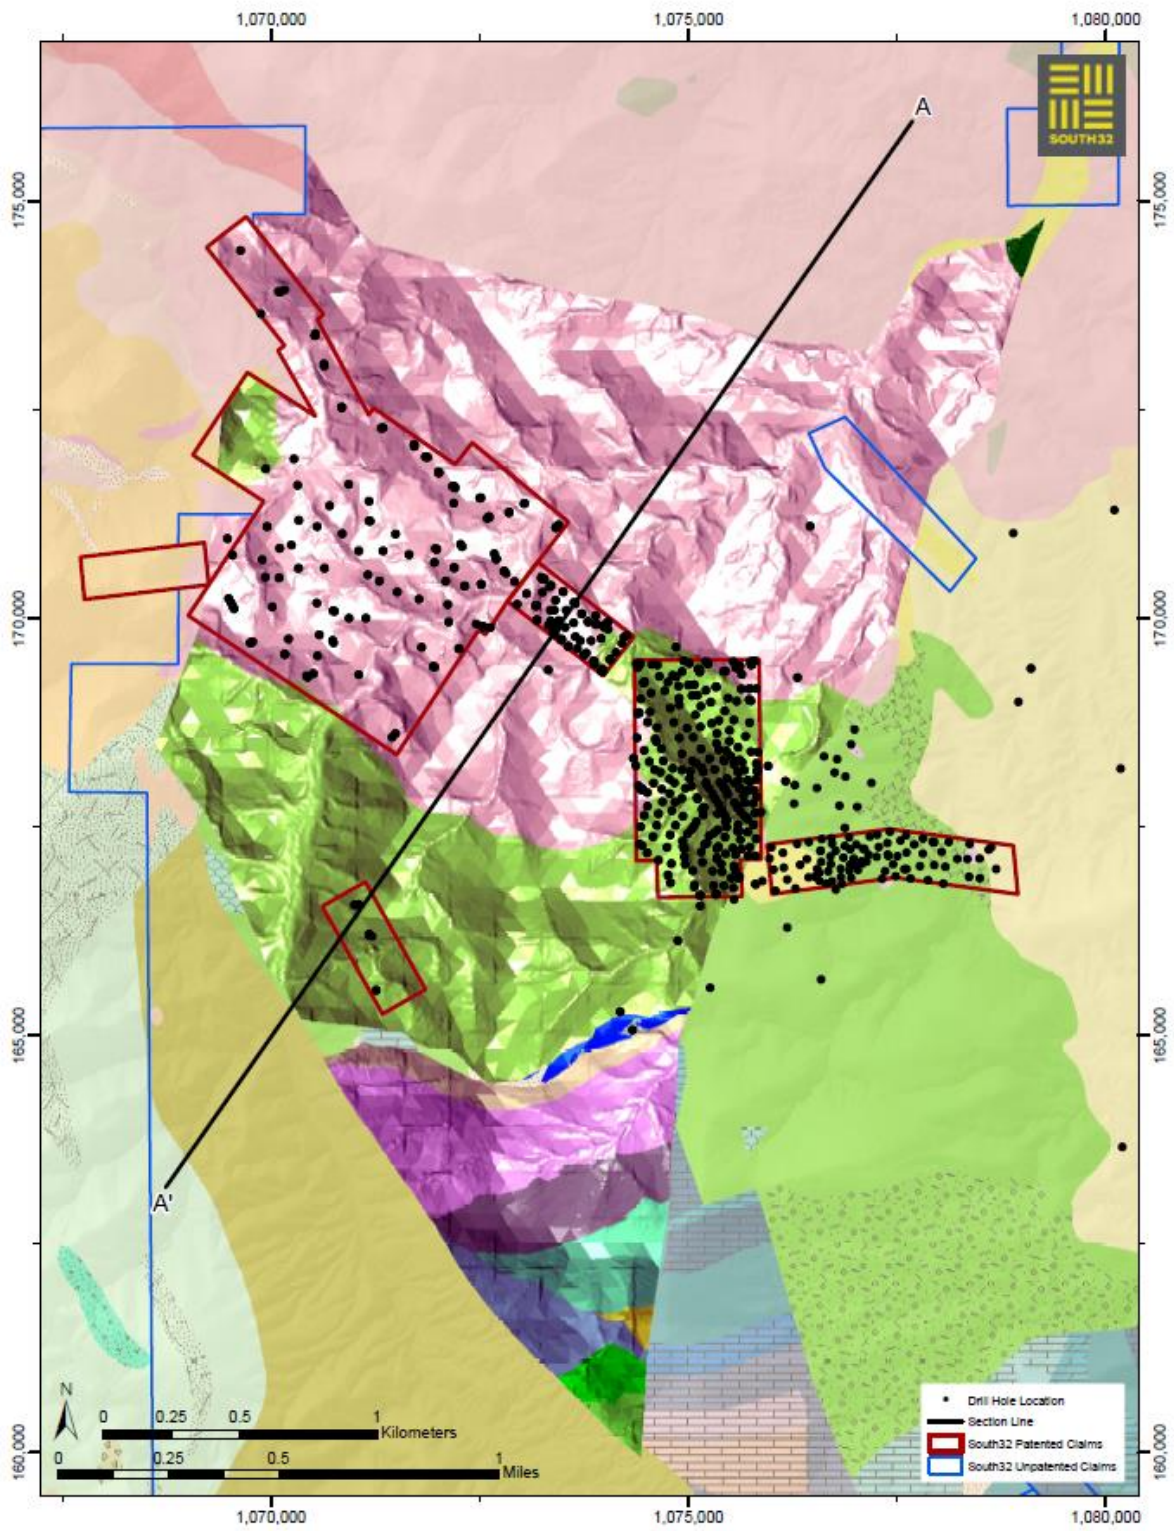 1,070,000 1,075,000 1,080,000
A
SOUTH32
175,000 175,000
170,000 170,000
165,000 165,000
A'
N
0 0.25 0.5 1
Kilometers
0 0.25 0.5 1
Miles
Drill Hole Location
Section Line
South32 Patented Claims
South32 Unpatented Claims
160,000 160,000
1,070,000 1,075,000 1,080,000